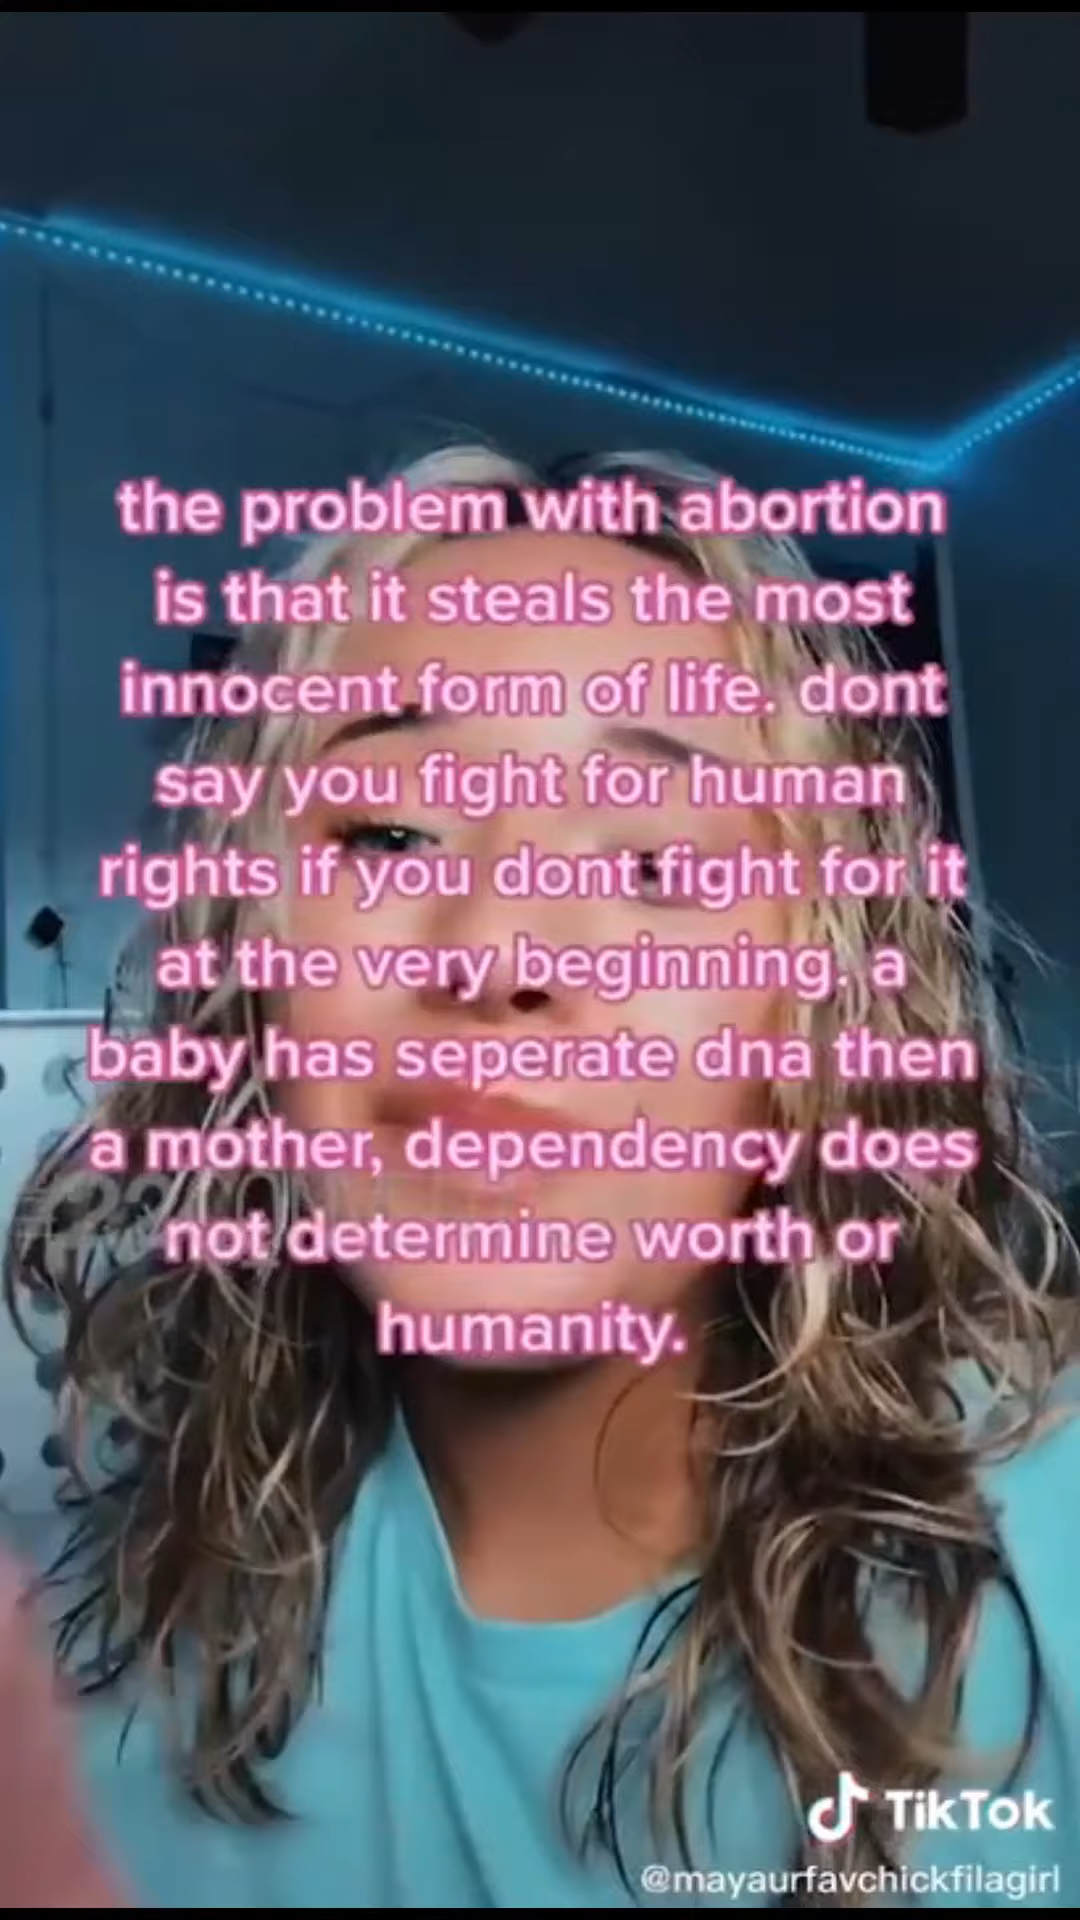 the problem with abortion
is that it steals the most
innocent form of life. dont
say you fight for human
rights if you dont fight for it
at the very beginning. a
baby has seperate dna then
a mother, dependency does
not determine worth or
humanity.
TikTok
@mayaurfavchickfilagirl